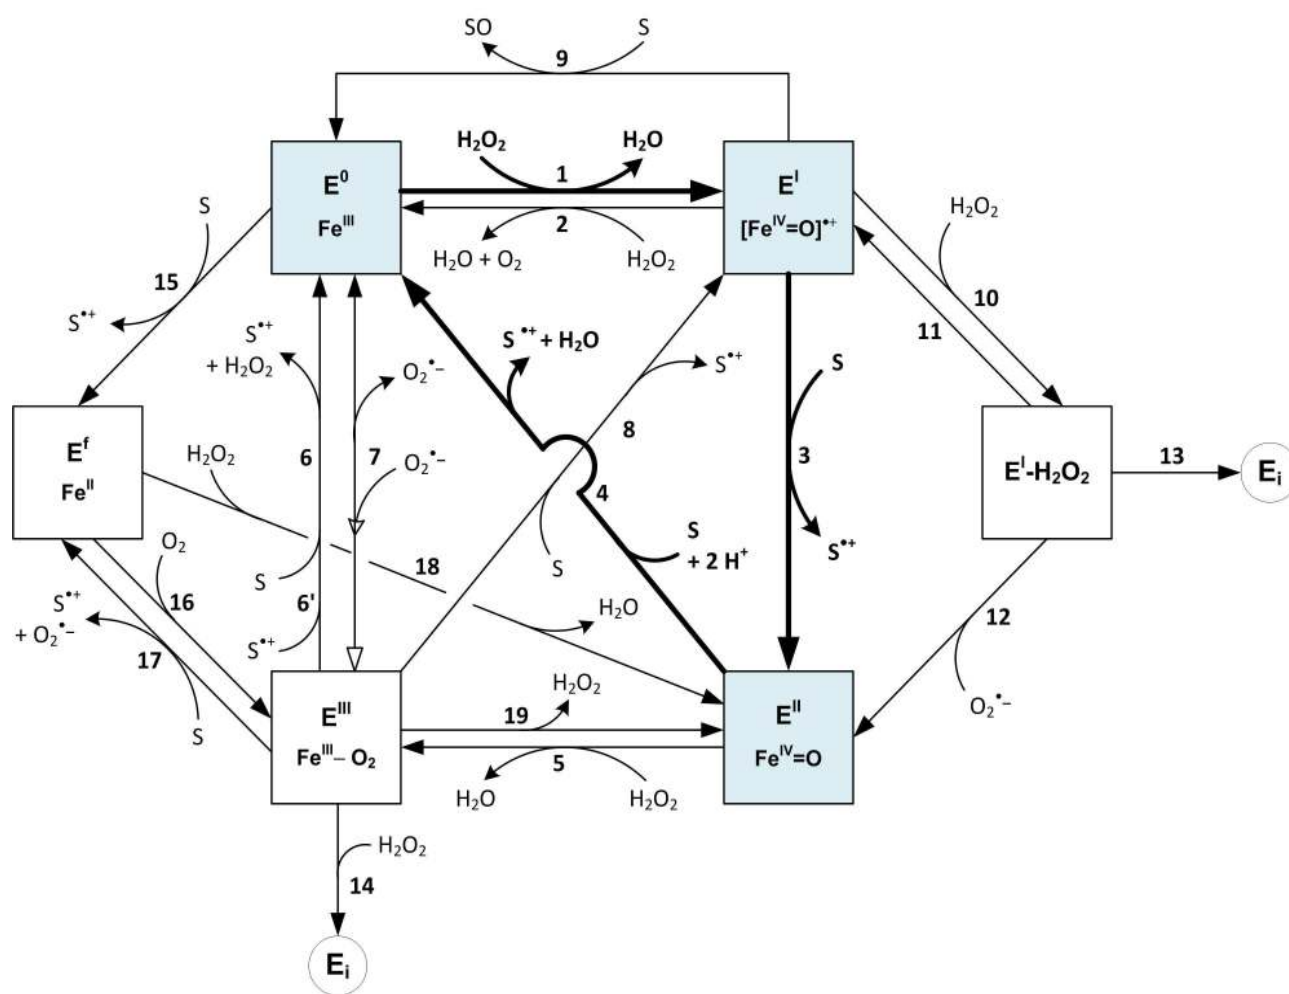 SO
S
9
H₂O₂
H₂O
1
E⁰
Feᴵᴵᴵ
Eᴵ
[Feᴵⱽ=O]•⁺
2
H₂O + O₂
H₂O₂
S
15
S•⁺
H₂O₂
10
11
S•⁺
+ H₂O₂
O₂•⁻
S •⁺ + H₂O
S•⁺
S
Eᶠ
Feᴵᴵ
H₂O₂
6
7
O₂•⁻
8
3
4
Eᴵ-H₂O₂
13
Eᵢ
O₂
S
18
S
S
+ 2 H⁺
S•⁺
16
6'
S•⁺
+ O₂•⁻
17
S
S•⁺
H₂O
12
O₂•⁻
Eᴵᴵᴵ
Feᴵᴵᴵ– O₂
H₂O₂
19
Eᴵᴵ
Feᴵⱽ=O
5
H₂O
H₂O₂
H₂O₂
14
Eᵢ